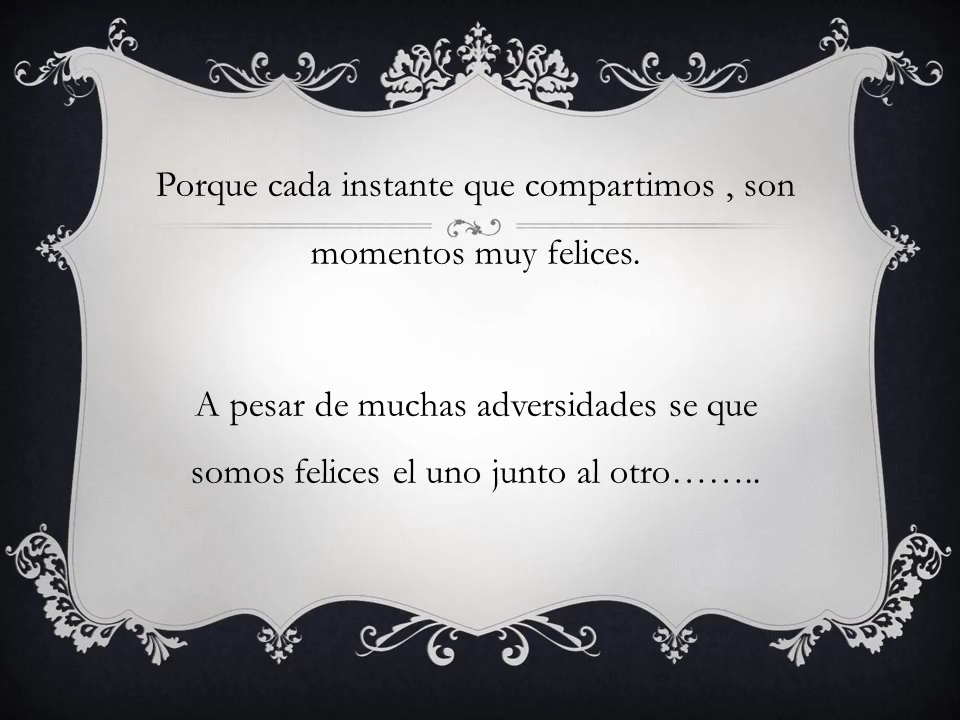 Porque cada instante que compartimos , son
momentos muy felices.
A pesar de muchas adversidades se que
somos felices el uno junto al otro……..